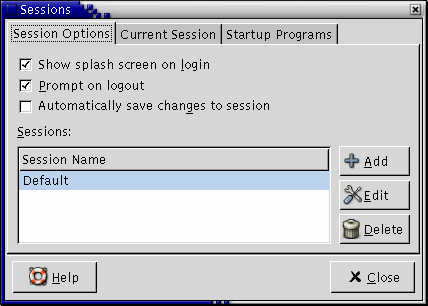 Sessions
Session Options
Current Session
Startup Programs
Show splash screen on login
Prompt on logout
Automatically save changes to session
Sessions:
Session Name
Default
Add
Edit
Delete
Help
Close